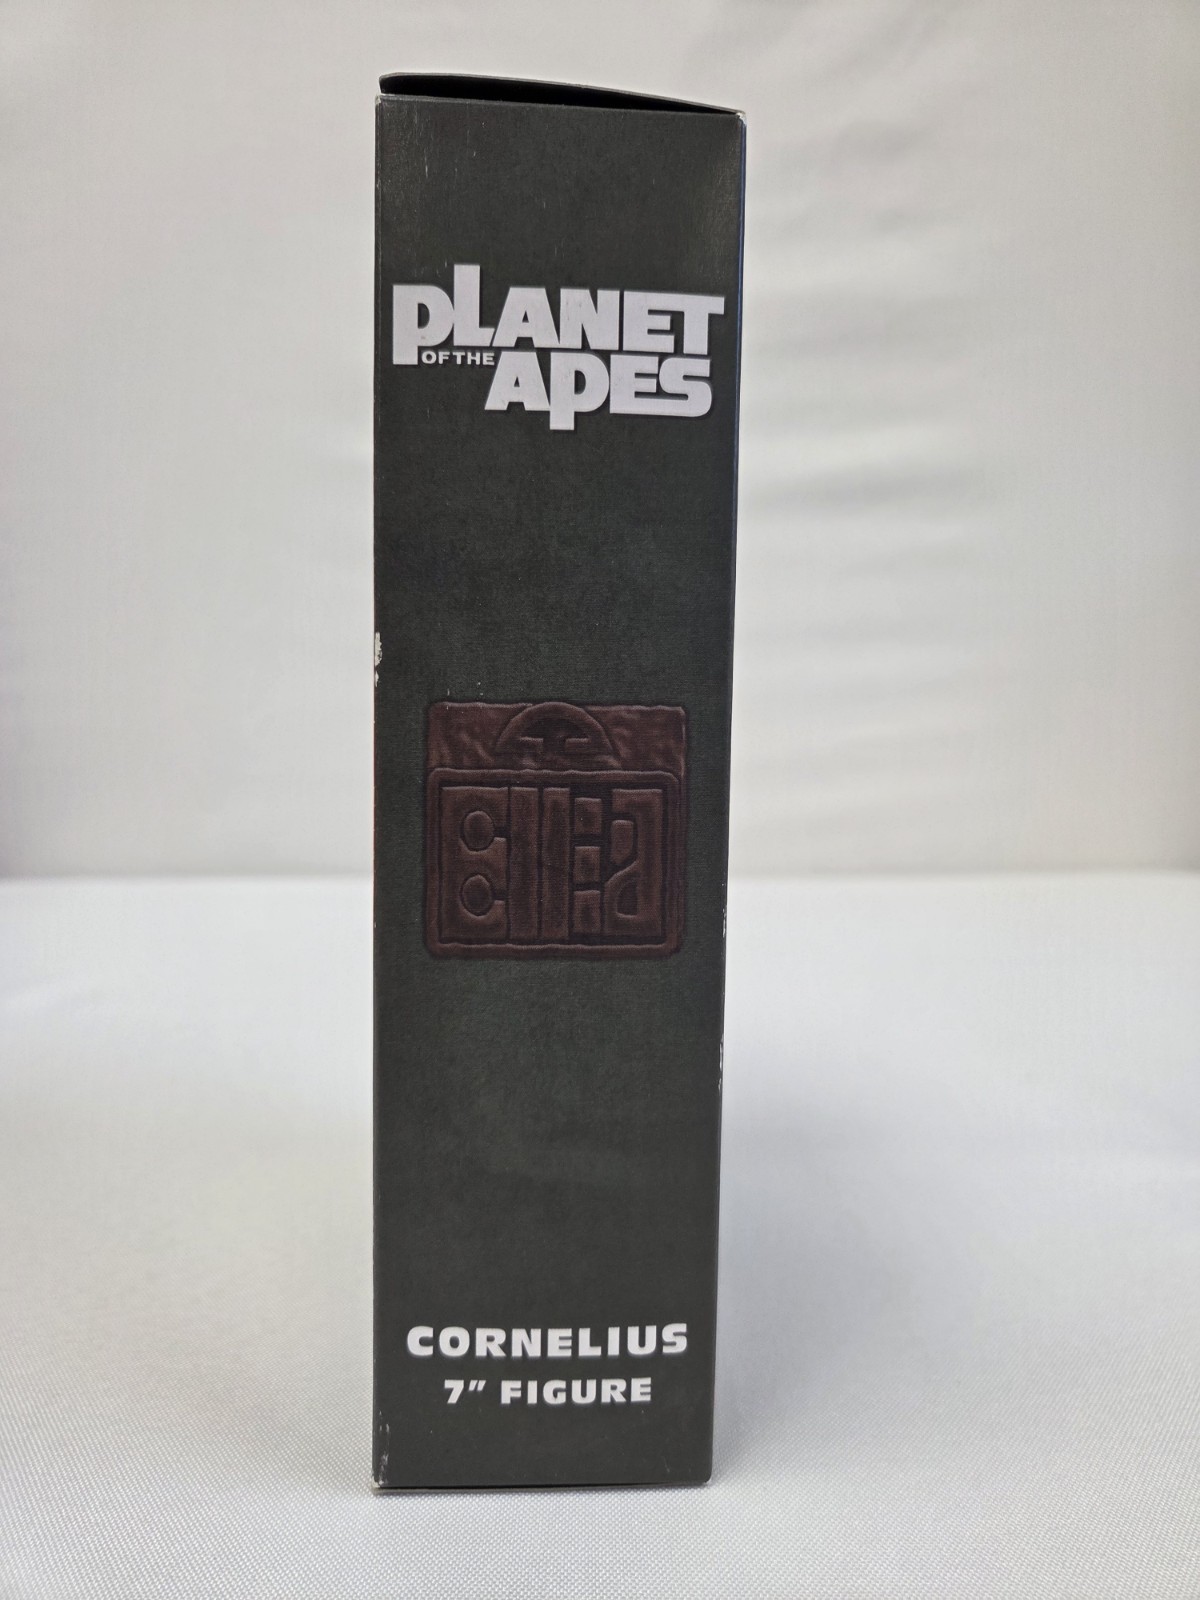 PLANET
OF THE APES
CORNELIUS
7" FIGURE